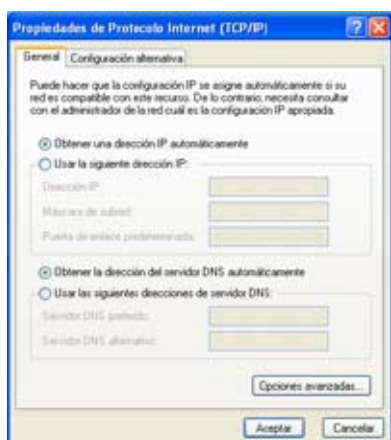 Propiedades de Protocolo Internet (TCP/IP)
General
Configuración alternativa
Puede hacer que la configuración IP se asigne automáticamente si su
red es compatible con este recurso. De lo contrario, necesita consultar
con el administrador de la red cuál es la configuración IP apropiada.
Obtener una dirección IP automáticamente
Usar la siguiente dirección IP:
Dirección IP:
Máscara de subred:
Puerta de enlace predeterminada:
Obtener la dirección del servidor DNS automáticamente
Usar las siguientes direcciones de servidor DNS:
Servidor DNS preferido:
Servidor DNS alternativo:
Opciones avanzadas...
Aceptar
Cancelar